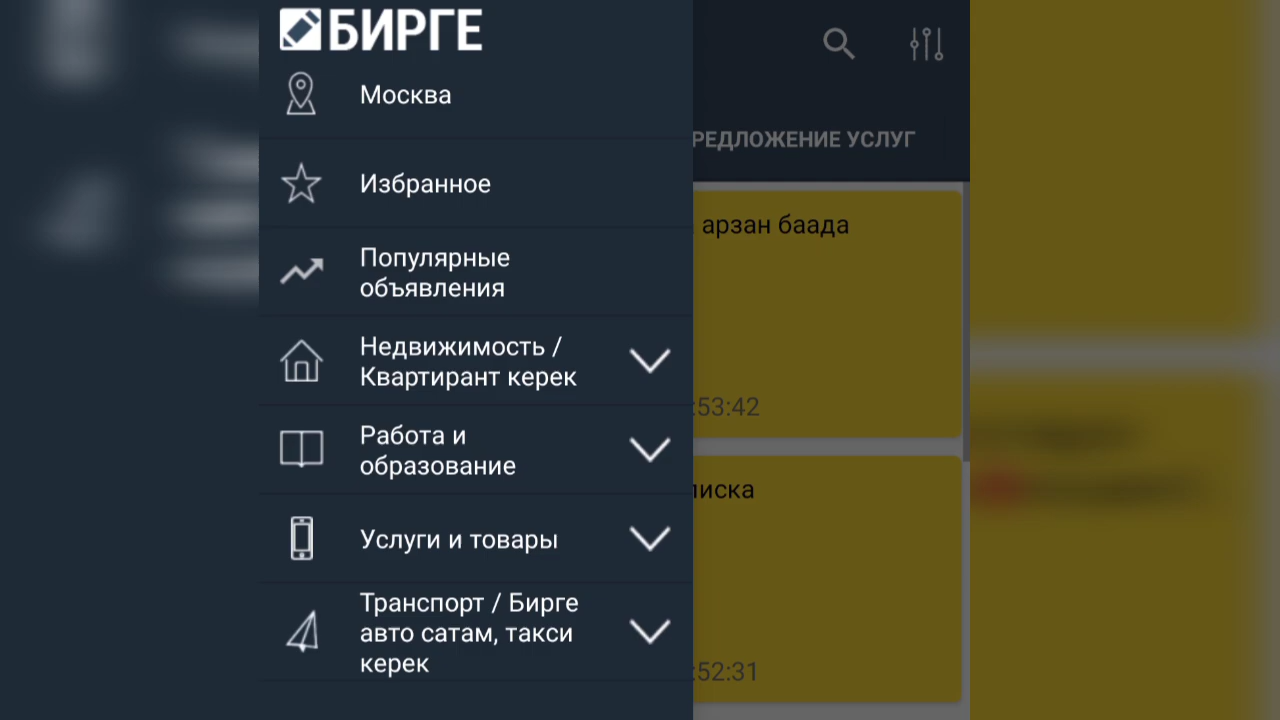 БИРГЕ
Москва
Избранное
Популярные
объявления
Недвижимость /
Квартирант керек
Работа и
образование
Услуги и товары
Транспорт / Бирге
авто сатам, такси
керек
РЕДЛОЖЕНИЕ УСЛУГ
арзан баада
:53:42
писка
:52:31